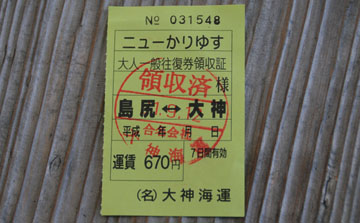 No 031548
ニューかりゆす
大人一般往復券領収証
領収済 様
島尻↔大神
平成 年 月 日
運賃 670円 7日間有効
(名)大神海運